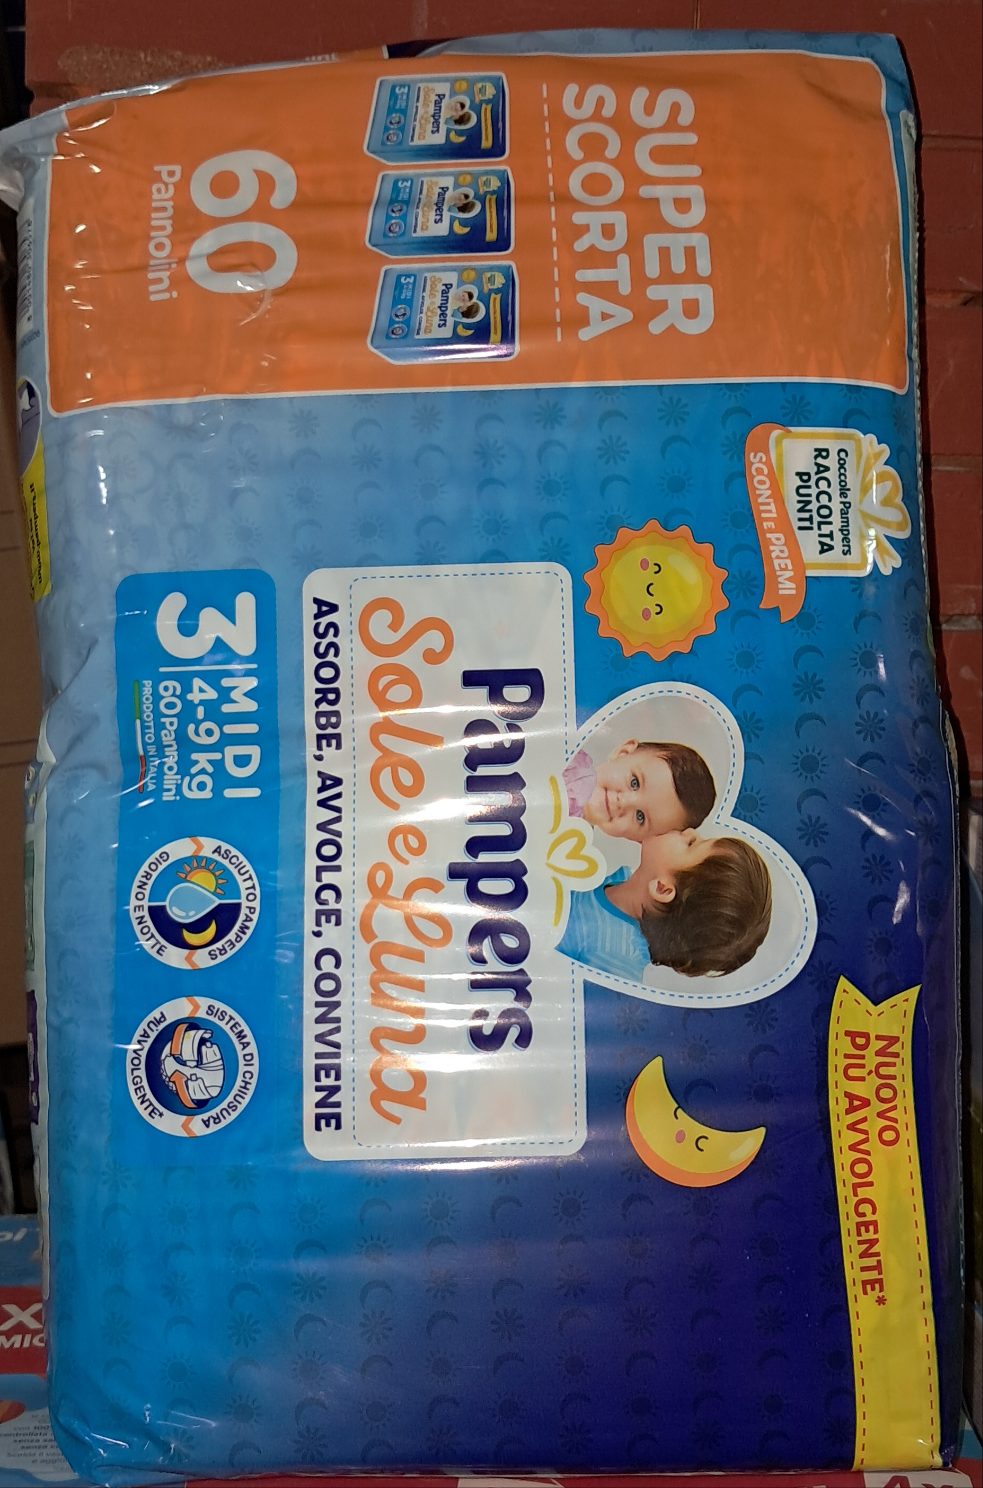 SUPER
SCORTA
60
Pannolini
Coccole Pampers
RACCOLTA
PUNTI
SCONTI E PREMI
NUOVO
PIÙ AVVOLGENTE*
Pampers
Sole e Luna
ASSORBE, AVVOLGE, CONVIENE
3
MIDI
4-9 kg
60 Pannolini
PRODOTTO IN ITALIA
ASCIUTTO PAMPERS
GIORNO E NOTTE
SISTEMA DI CHIUSURA
PIÙ AVVOLGENTE*